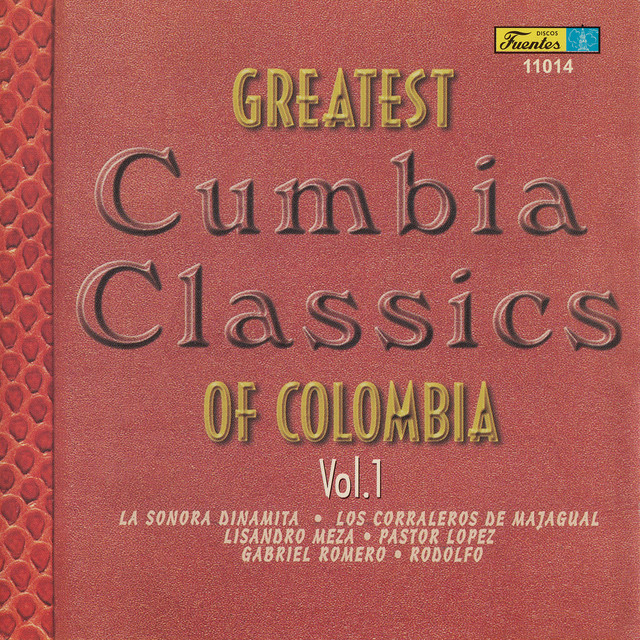 DISCOS
Fuentes
11014
GREATEST
Cumbia
Classics
OF COLOMBIA
Vol.1
LA SONORA DINAMITA • LOS CORRALEROS DE MAJAGUAL
LISANDRO MEZA • PASTOR LOPEZ
GABRIEL ROMERO • RODOLFO